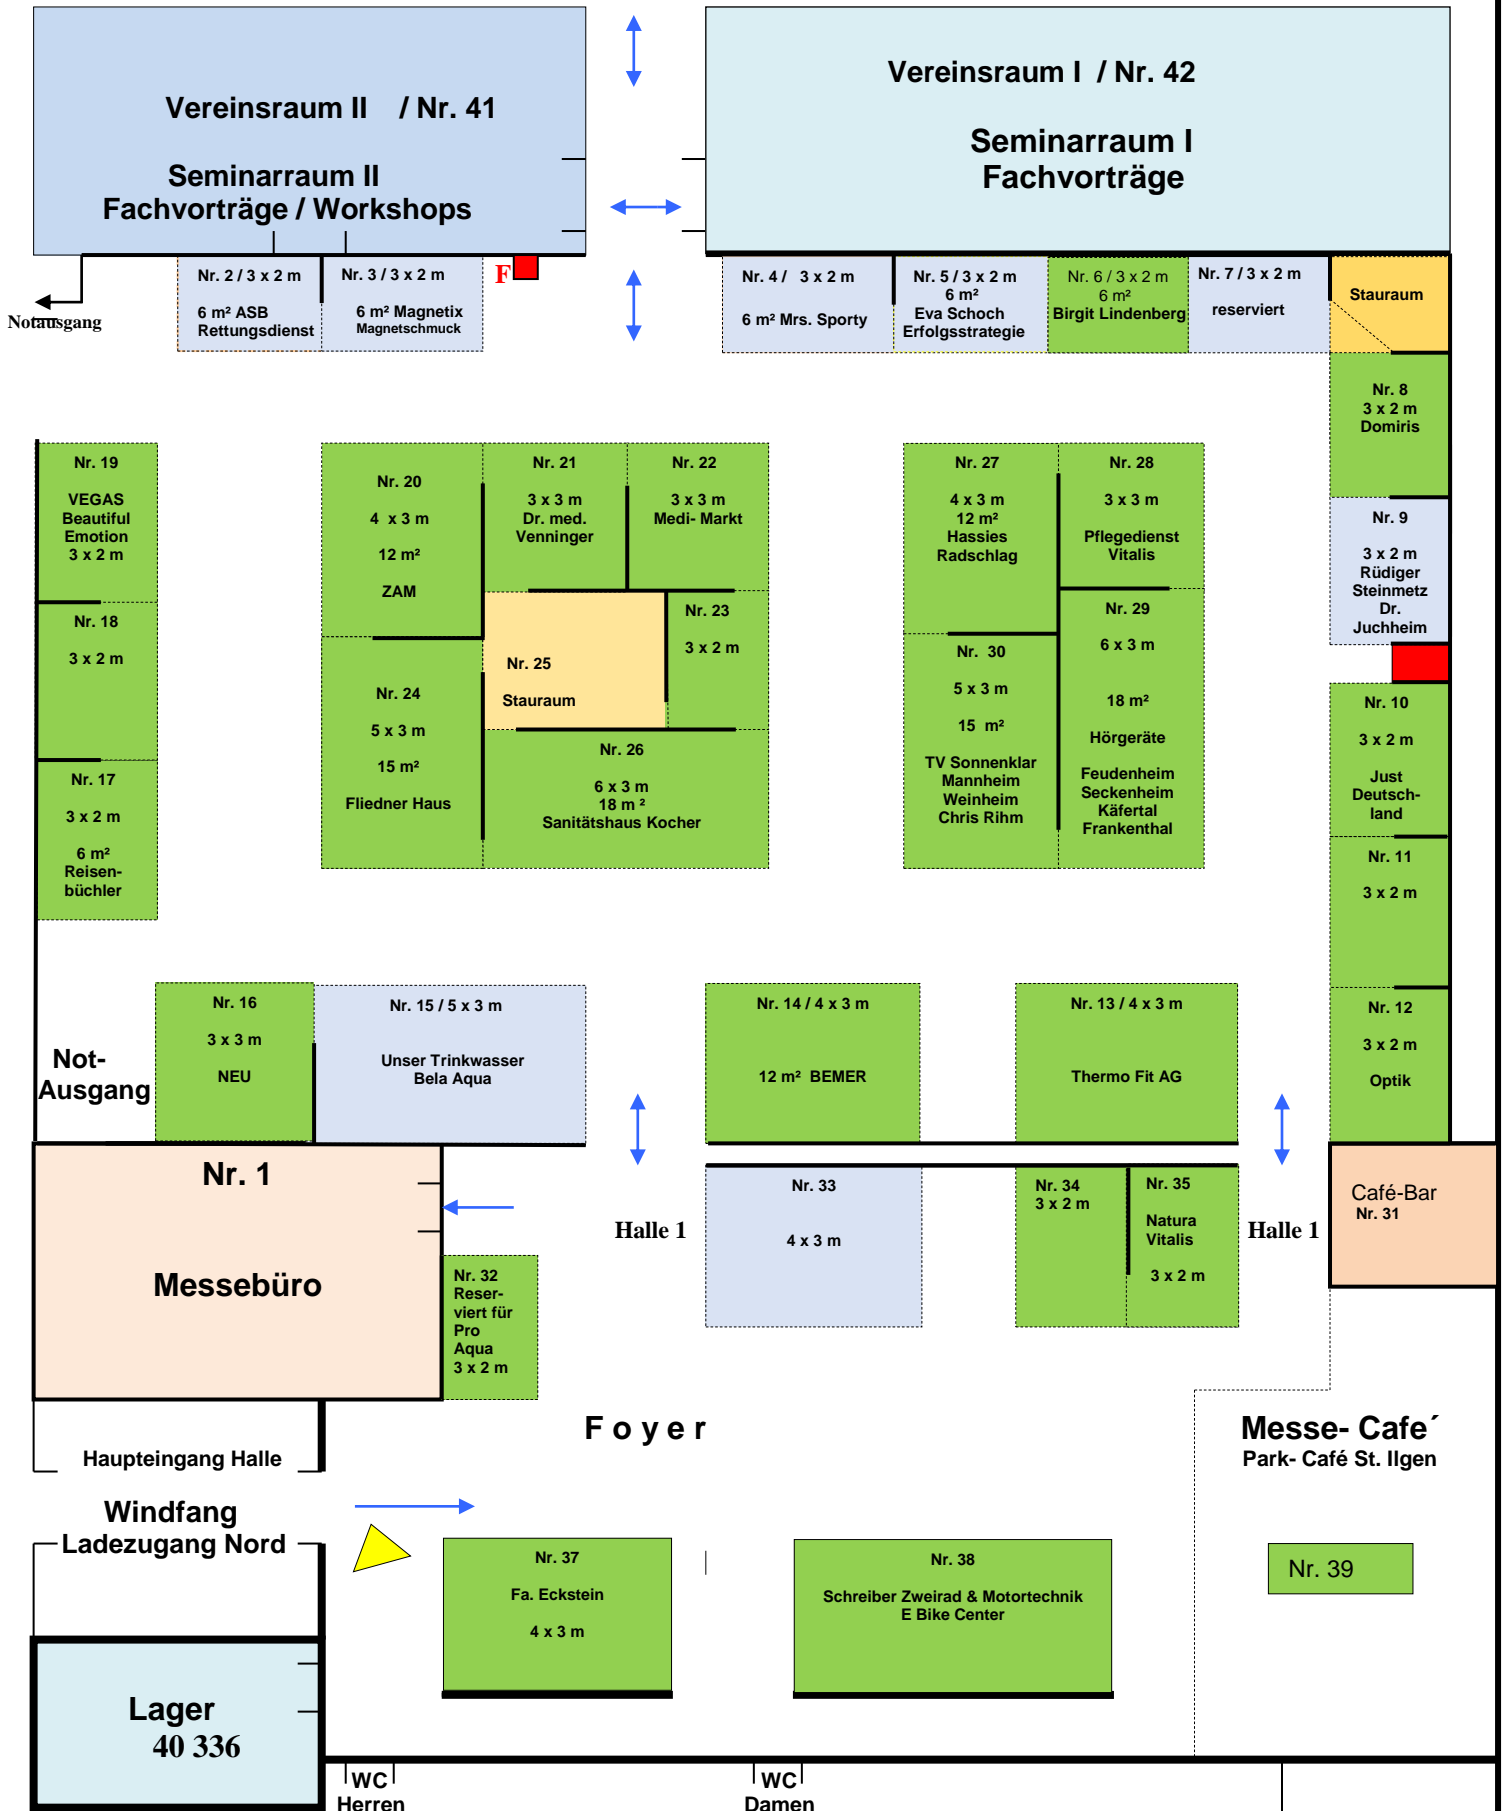 Vereinsraum II / Nr. 41
Seminarraum II
Fachvorträge / Workshops
Vereinsraum I / Nr. 42
Seminarraum I
Fachvorträge
Notausgang
Nr. 2 / 3 x 2 m
6 m² ASB
Rettungsdienst
Nr. 3 / 3 x 2 m
6 m² Magnetix
Magnetschmuck
F
Nr. 4 / 3 x 2 m
6 m² Mrs. Sporty
Nr. 5 / 3 x 2 m
6 m²
Eva Schoch
Erfolgsstrategie
Nr. 6 / 3 x 2 m
6 m²
Birgit Lindenberg
Nr. 7 / 3 x 2 m
reserviert
Stauraum
Nr. 8
3 x 2 m
Domiris
Nr. 19
VEGAS
Beautiful
Emotion
3 x 2 m
Nr. 20
4 x 3 m
12 m²
ZAM
Nr. 21
3 x 3 m
Dr. med.
Venninger
Nr. 22
3 x 3 m
Medi- Markt
Nr. 27
4 x 3 m
12 m²
Hassies
Radschlag
Nr. 28
3 x 3 m
Pflegedienst
Vitalis
Nr. 9
3 x 2 m
Rüdiger
Steinmetz
Dr.
Juchheim
Nr. 18
3 x 2 m
Nr. 23
3 x 2 m
Nr. 25
Stauraum
Nr. 24
5 x 3 m
15 m²
Fliedner Haus
Nr. 26
6 x 3 m
18 m ²
Sanitätshaus Kocher
Nr. 30
5 x 3 m
15 m²
TV Sonnenklar
Mannheim
Weinheim
Chris Rihm
Nr. 29
6 x 3 m
18 m²
Hörgeräte
Feudenheim
Seckenheim
Käfertal
Frankenthal
Nr. 10
3 x 2 m
Just
Deutsch-
land
Nr. 17
3 x 2 m
6 m²
Reisen-
büchler
Nr. 11
3 x 2 m
Not-
Ausgang
Nr. 16
3 x 3 m
NEU
Nr. 15 / 5 x 3 m
Unser Trinkwasser
Bela Aqua
Nr. 14 / 4 x 3 m
12 m² BEMER
Nr. 13 / 4 x 3 m
Thermo Fit AG
Nr. 12
3 x 2 m
Optik
Nr. 1
Messebüro
Halle 1
Nr. 33
4 x 3 m
Nr. 34
3 x 2 m
Nr. 35
Natura
Vitalis
3 x 2 m
Halle 1
Café-Bar
Nr. 31
Nr. 32
Reser-
viert für
Pro
Aqua
3 x 2 m
Foyer
Messe- Cafe´
Park- Café St. Ilgen
Haupteingang Halle
Windfang
Ladezugang Nord
Nr. 37
Fa. Eckstein
4 x 3 m
Nr. 38
Schreiber Zweirad & Motortechnik
E Bike Center
Nr. 39
Lager
40 336
WC
Herren
WC
Damen